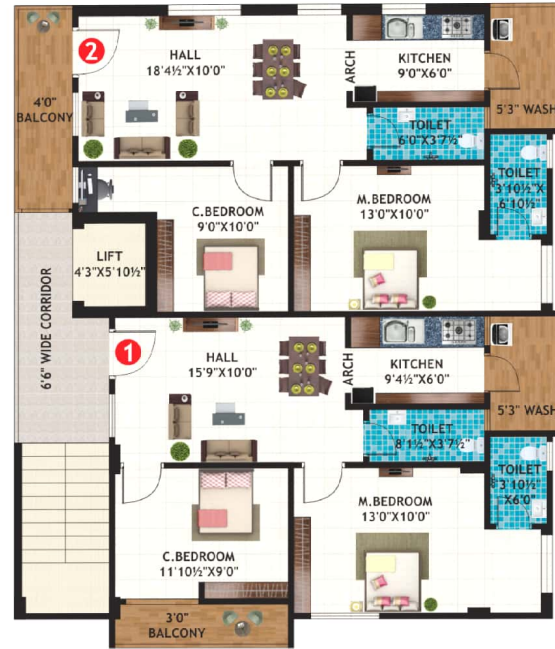 2
HALL
18'4½"X10'0"
ARCH
KITCHEN
9'0"X6'0"
4'0"
BALCONY
5'3" WASH
TOILET
6'0"X3'7½"
TOILET
3'10½"X
6'10½"
C.BEDROOM
9'0"X10'0"
M.BEDROOM
13'0"X10'0"
LIFT
4'3"X5'10½"
6'6" WIDE CORRIDOR
1
HALL
15'9"X10'0"
ARCH
KITCHEN
9'4½"X6'0"
5'3" WASH
TOILET
8'1½"X3'7½"
TOILET
3'10½"
X6'0"
M.BEDROOM
13'0"X10'0"
C.BEDROOM
11'10½"X9'0"
3'0"
BALCONY